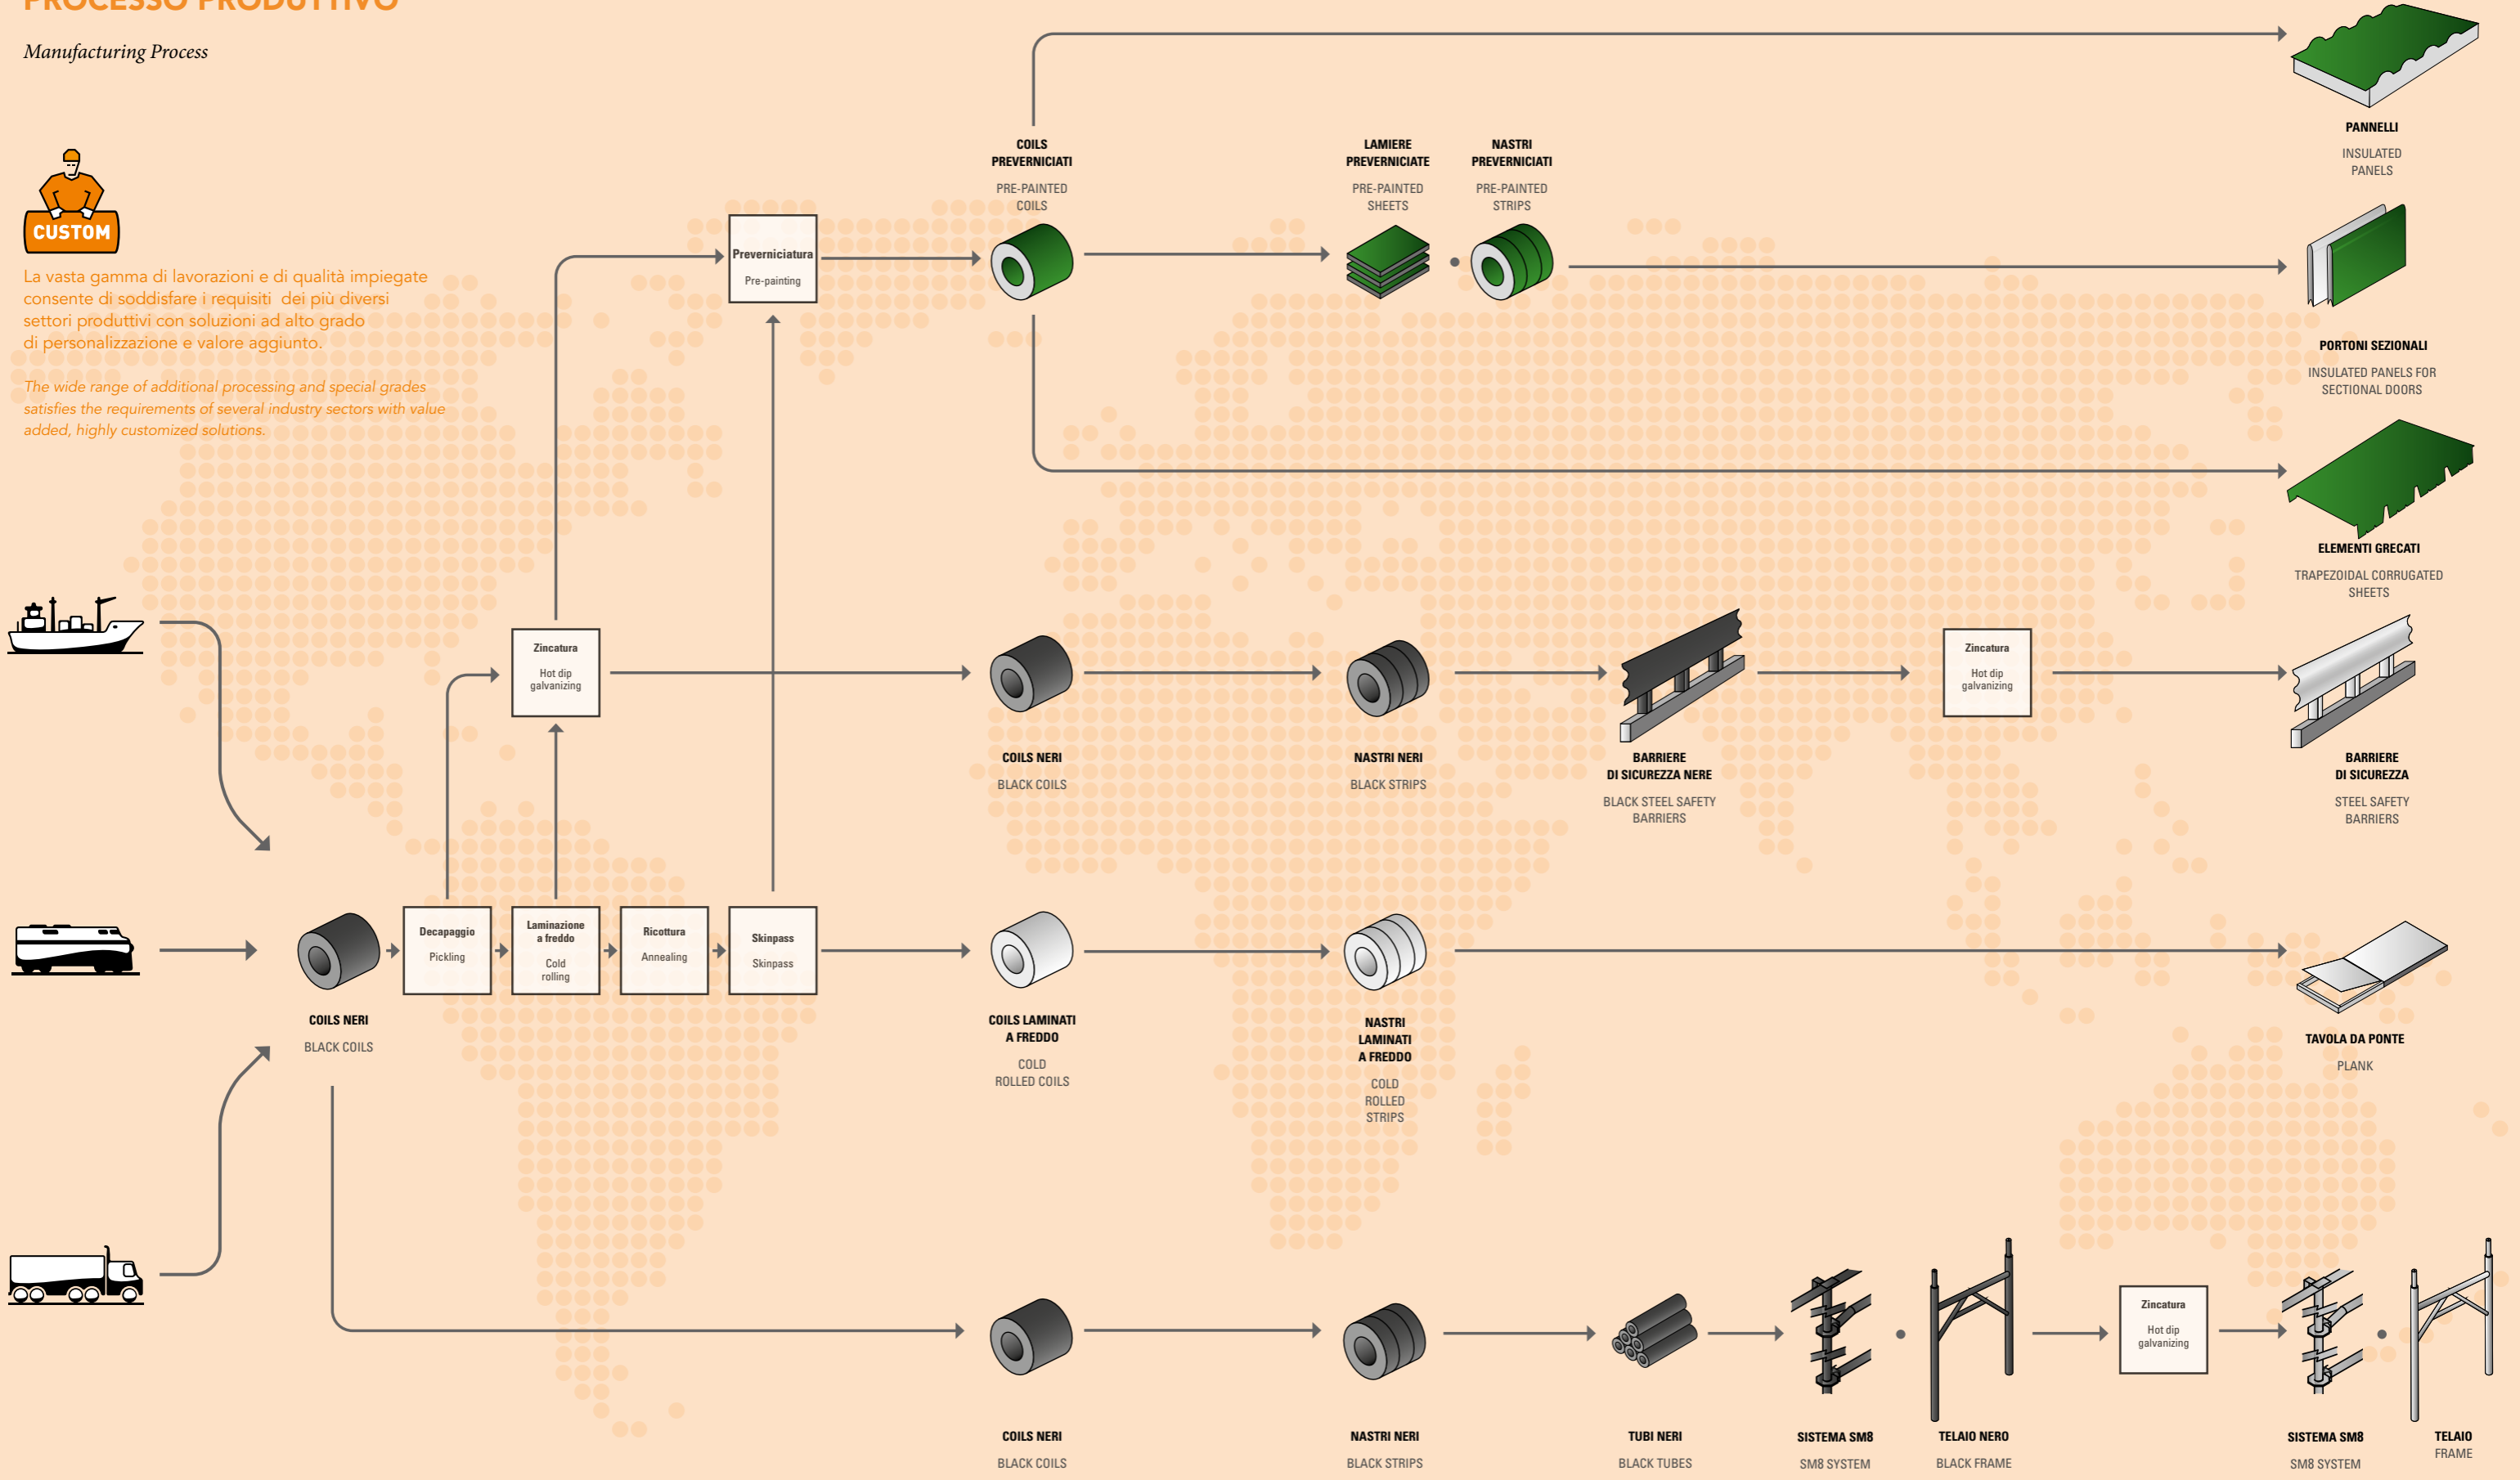 PROCESSO PRODUTTIVO
Manufacturing Process
CUSTOM
La vasta gamma di lavorazioni e di qualità impiegate
consente di soddisfare i requisiti dei più diversi
settori produttivi con soluzioni ad alto grado
di personalizzazione e valore aggiunto.
The wide range of additional processing and special grades
satisfies the requirements of several industry sectors with value
added, highly customized solutions.
PANNELLI
INSULATED
PANELS
COILS
PREVERNICIATI
PRE-PAINTED
COILS
LAMIERE
PREVERNICIATE
PRE-PAINTED
SHEETS
NASTRI
PREVERNICIATI
PRE-PAINTED
STRIPS
Preverniciatura
Pre-painting
PORTONI SEZIONALI
INSULATED PANELS FOR
SECTIONAL DOORS
ELEMENTI GRECATI
TRAPEZOIDAL CORRUGATED
SHEETS
Zincatura
Hot dip
galvanizing
COILS NERI
BLACK COILS
NASTRI NERI
BLACK STRIPS
BARRIERE
DI SICUREZZA NERE
BLACK STEEL SAFETY
BARRIERS
Zincatura
Hot dip
galvanizing
BARRIERE
DI SICUREZZA
STEEL SAFETY
BARRIERS
COILS NERI
BLACK COILS
Decapaggio
Pickling
Laminazione
a freddo
Cold
rolling
Ricottura
Annealing
Skinpass
Skinpass
COILS LAMINATI
A FREDDO
COLD
ROLLED COILS
NASTRI
LAMINATI
A FREDDO
COLD
ROLLED
STRIPS
TAVOLA DA PONTE
PLANK
COILS NERI
BLACK COILS
NASTRI NERI
BLACK STRIPS
TUBI NERI
BLACK TUBES
SISTEMA SM8
SM8 SYSTEM
TELAIO NERO
BLACK FRAME
Zincatura
Hot dip
galvanizing
SISTEMA SM8
SM8 SYSTEM
TELAIO
FRAME